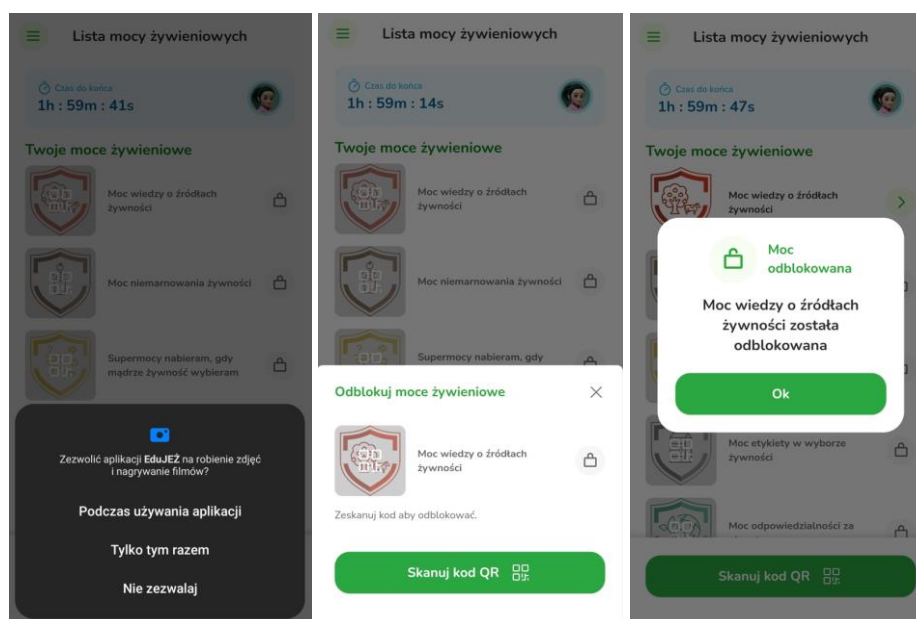 Lista mocy żywieniowych
Czas do końca
1h : 59m : 41s
Twoje moce żywieniowe
Moc wiedzy o źródłach
żywności
Moc niemarnowania żywności
Supermocy nabieram, gdy
mądrze żywność wybieram
Zezwolić aplikacji EduJEŻ na robienie zdjęć
i nagrywanie filmów?
Podczas używania aplikacji
Tylko tym razem
Nie zezwalaj
Lista mocy żywieniowych
Czas do końca
1h : 59m : 14s
Twoje moce żywieniowe
Moc wiedzy o źródłach
żywności
Moc niemarnowania żywności
Supermocy nabieram, gdy
Odblokuj moce żywieniowe
Moc wiedzy o źródłach
żywności
Zeskanuj kod aby odblokować.
Skanuj kod QR
Lista mocy żywieniowych
Czas do końca
1h : 59m : 47s
Twoje moce żywieniowe
Moc wiedzy o źródłach
żywności
Moc
odblokowana
Moc wiedzy o źródłach
żywności została
odblokowana
Ok
Moc etykiety w wyborze
żywności
Moc odpowiedzialności za
Skanuj kod QR